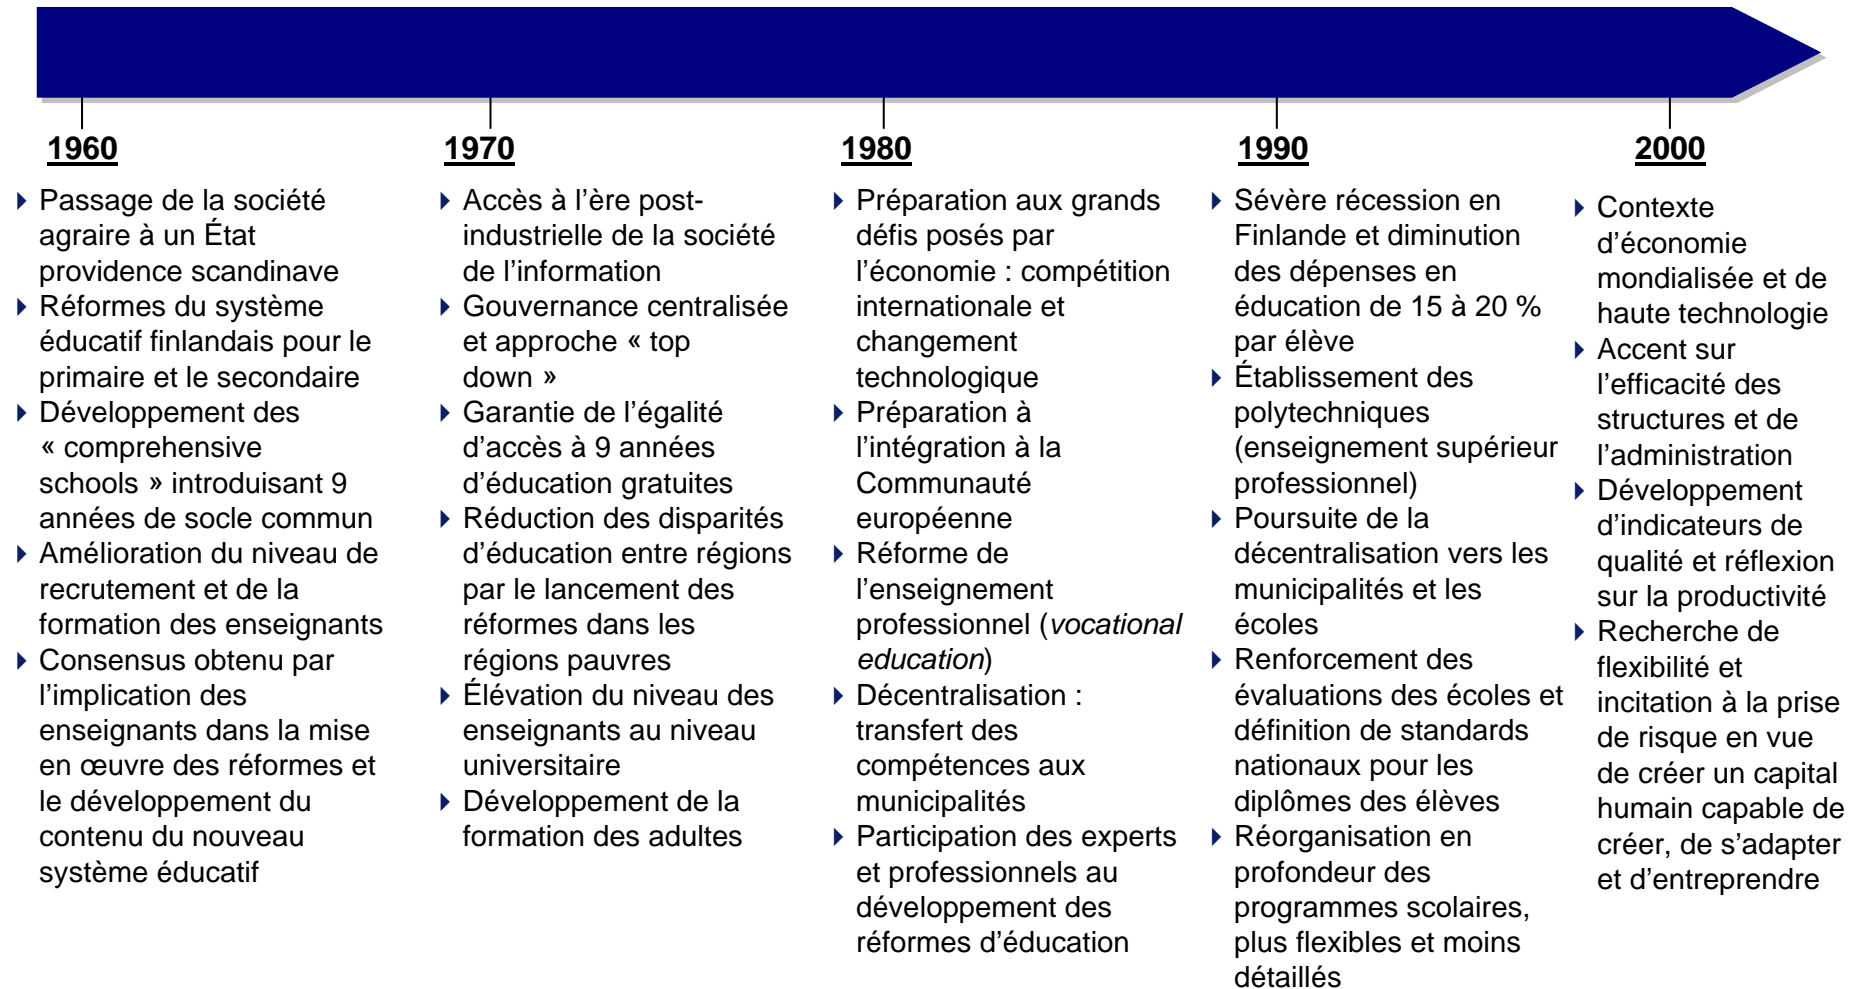 1960
Passage de la société
agraire à un État
providence scandinave
Réformes du système
éducatif finlandais pour le
primaire et le secondaire
Développement des
« comprehensive
schools » introduisant 9
années de socle commun
Amélioration du niveau de
recrutement et de la
formation des enseignants
Consensus obtenu par
l’implication des
enseignants dans la mise
en œuvre des réformes et
le développement du
contenu du nouveau
système éducatif
1970
Accès à l’ère post-
industrielle de la société
de l’information
Gouvernance centralisée
et approche « top
down »
Garantie de l’égalité
d’accès à 9 années
d’éducation gratuites
Réduction des disparités
d’éducation entre régions
par le lancement des
réformes dans les
régions pauvres
Élévation du niveau des
enseignants au niveau
universitaire
Développement de la
formation des adultes
1980
Préparation aux grands
défis posés par
l’économie : compétition
internationale et
changement
technologique
Préparation à
l’intégration à la
Communauté
européenne
Réforme de
l’enseignement
professionnel (vocational
education)
Décentralisation :
transfert des
compétences aux
municipalités
Participation des experts
et professionnels au
développement des
réformes d’éducation
1990
Sévère récession en
Finlande et diminution
des dépenses en
éducation de 15 à 20 %
par élève
Établissement des
polytechniques
(enseignement supérieur
professionnel)
Poursuite de la
décentralisation vers les
municipalités et les
écoles
Renforcement des
évaluations des écoles et
définition de standards
nationaux pour les
diplômes des élèves
Réorganisation en
profondeur des
programmes scolaires,
plus flexibles et moins
détaillés
2000
Contexte
d’économie
mondialisée et de
haute technologie
Accent sur
l’efficacité des
structures et de
l’administration
Développement
d’indicateurs de
qualité et réflexion
sur la productivité
Recherche de
flexibilité et
incitation à la prise
de risque en vue
de créer un capital
humain capable de
créer, de s’adapter
et d’entreprendre